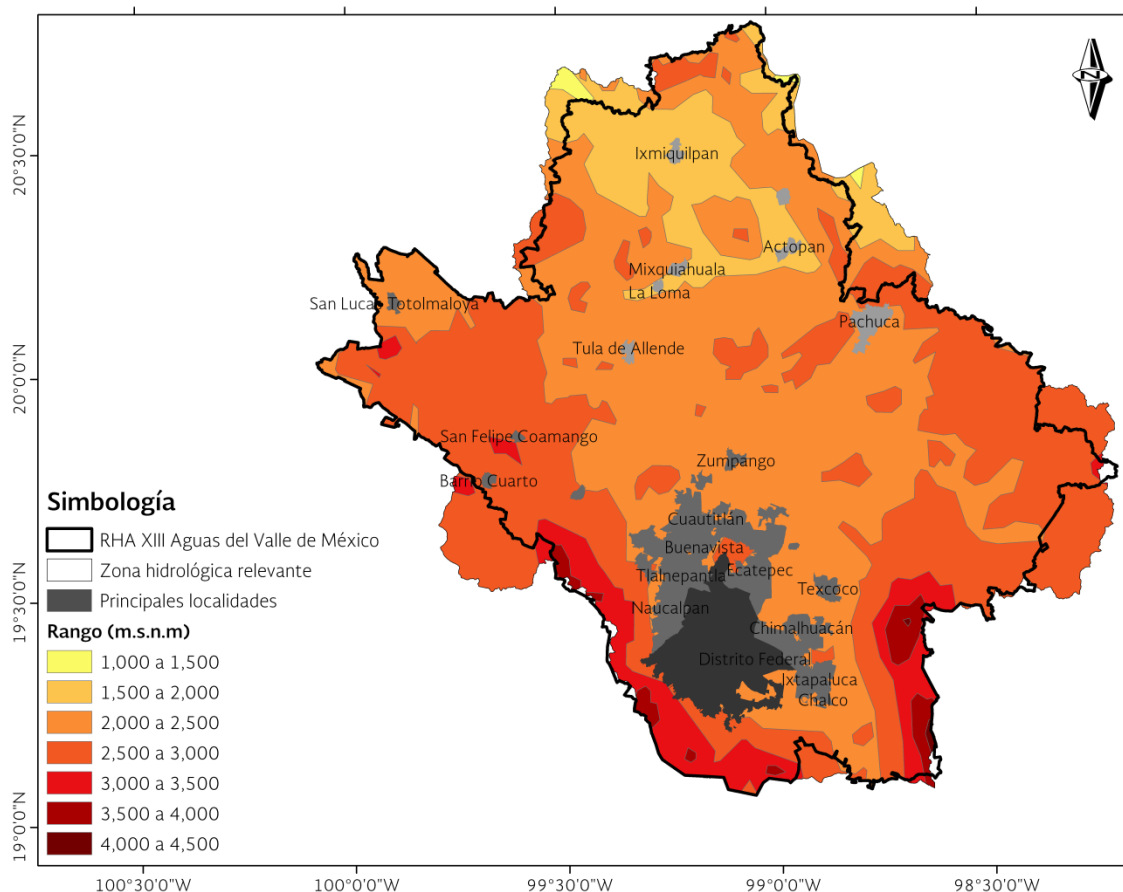 N
20°30'0"N
20°0'0"N
19°30'0"N
19°0'0"N
100°30'0"W
100°0'0"W
99°30'0"W
99°0'0"W
98°30'0"W
Ixmiquilpan
Actopan
Mixquiahuala
La Loma
San Lucas Totolmaloya
Pachuca
Tula de Allende
San Felipe Coamango
Zumpango
Barrio Cuarto
Cuautitlán
Buenavista
Ecatepec
Tlalnepantla
Texcoco
Naucalpan
Chimalhuacán
Distrito Federal
Ixtapaluca
Chalco
Simbología
RHA XIII Aguas del Valle de México
Zona hidrológica relevante
Principales localidades
Rango (m.s.n.m)
1,000 a 1,500
1,500 a 2,000
2,000 a 2,500
2,500 a 3,000
3,000 a 3,500
3,500 a 4,000
4,000 a 4,500